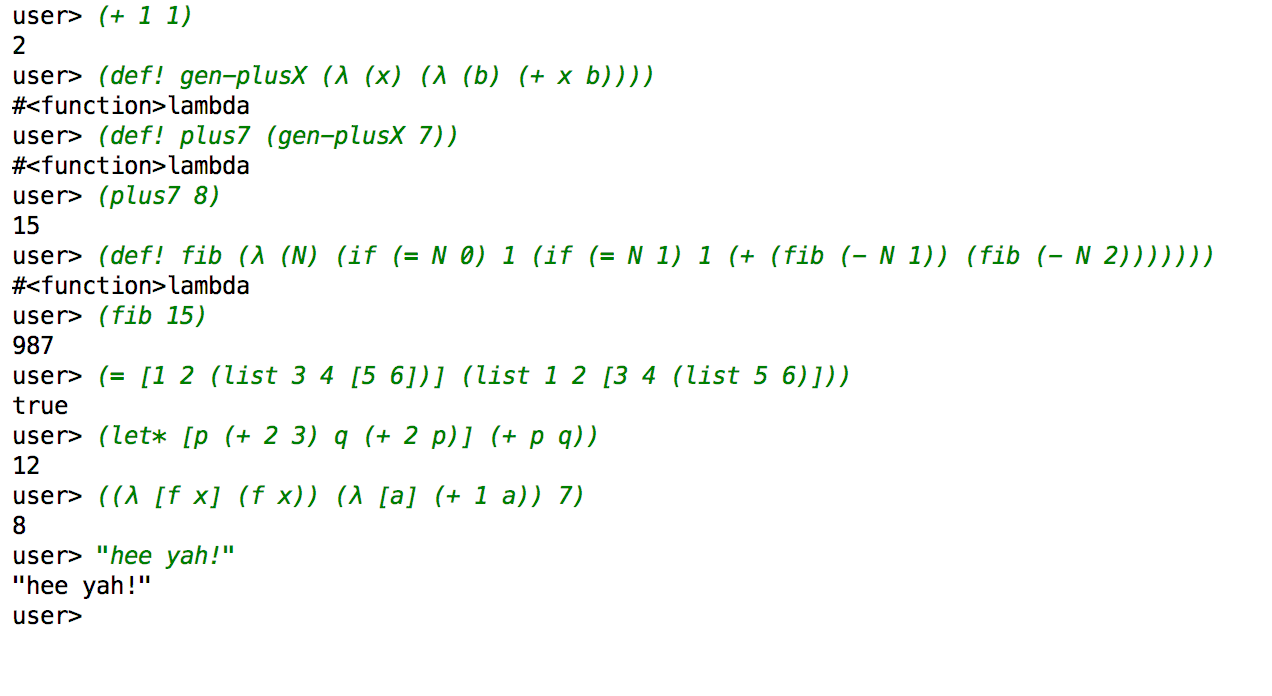 user> (+ 1 1)
2
user> (def! gen-plusX (λ (x) (λ (b) (+ x b))))
#<function>lambda
user> (def! plus7 (gen-plusX 7))
#<function>lambda
user> (plus7 8)
15
user> (def! fib (λ (N) (if (= N 0) 1 (if (= N 1) 1 (+ (fib (- N 1)) (fib (- N 2)))))))
#<function>lambda
user> (fib 15)
987
user> (= [1 2 (list 3 4 [5 6])] (list 1 2 [3 4 (list 5 6)]))
true
user> (let* [p (+ 2 3) q (+ 2 p)] (+ p q))
12
user> ((λ [f x] (f x)) (λ [a] (+ 1 a)) 7)
8
user> "hee yah!"
"hee yah!"
user>